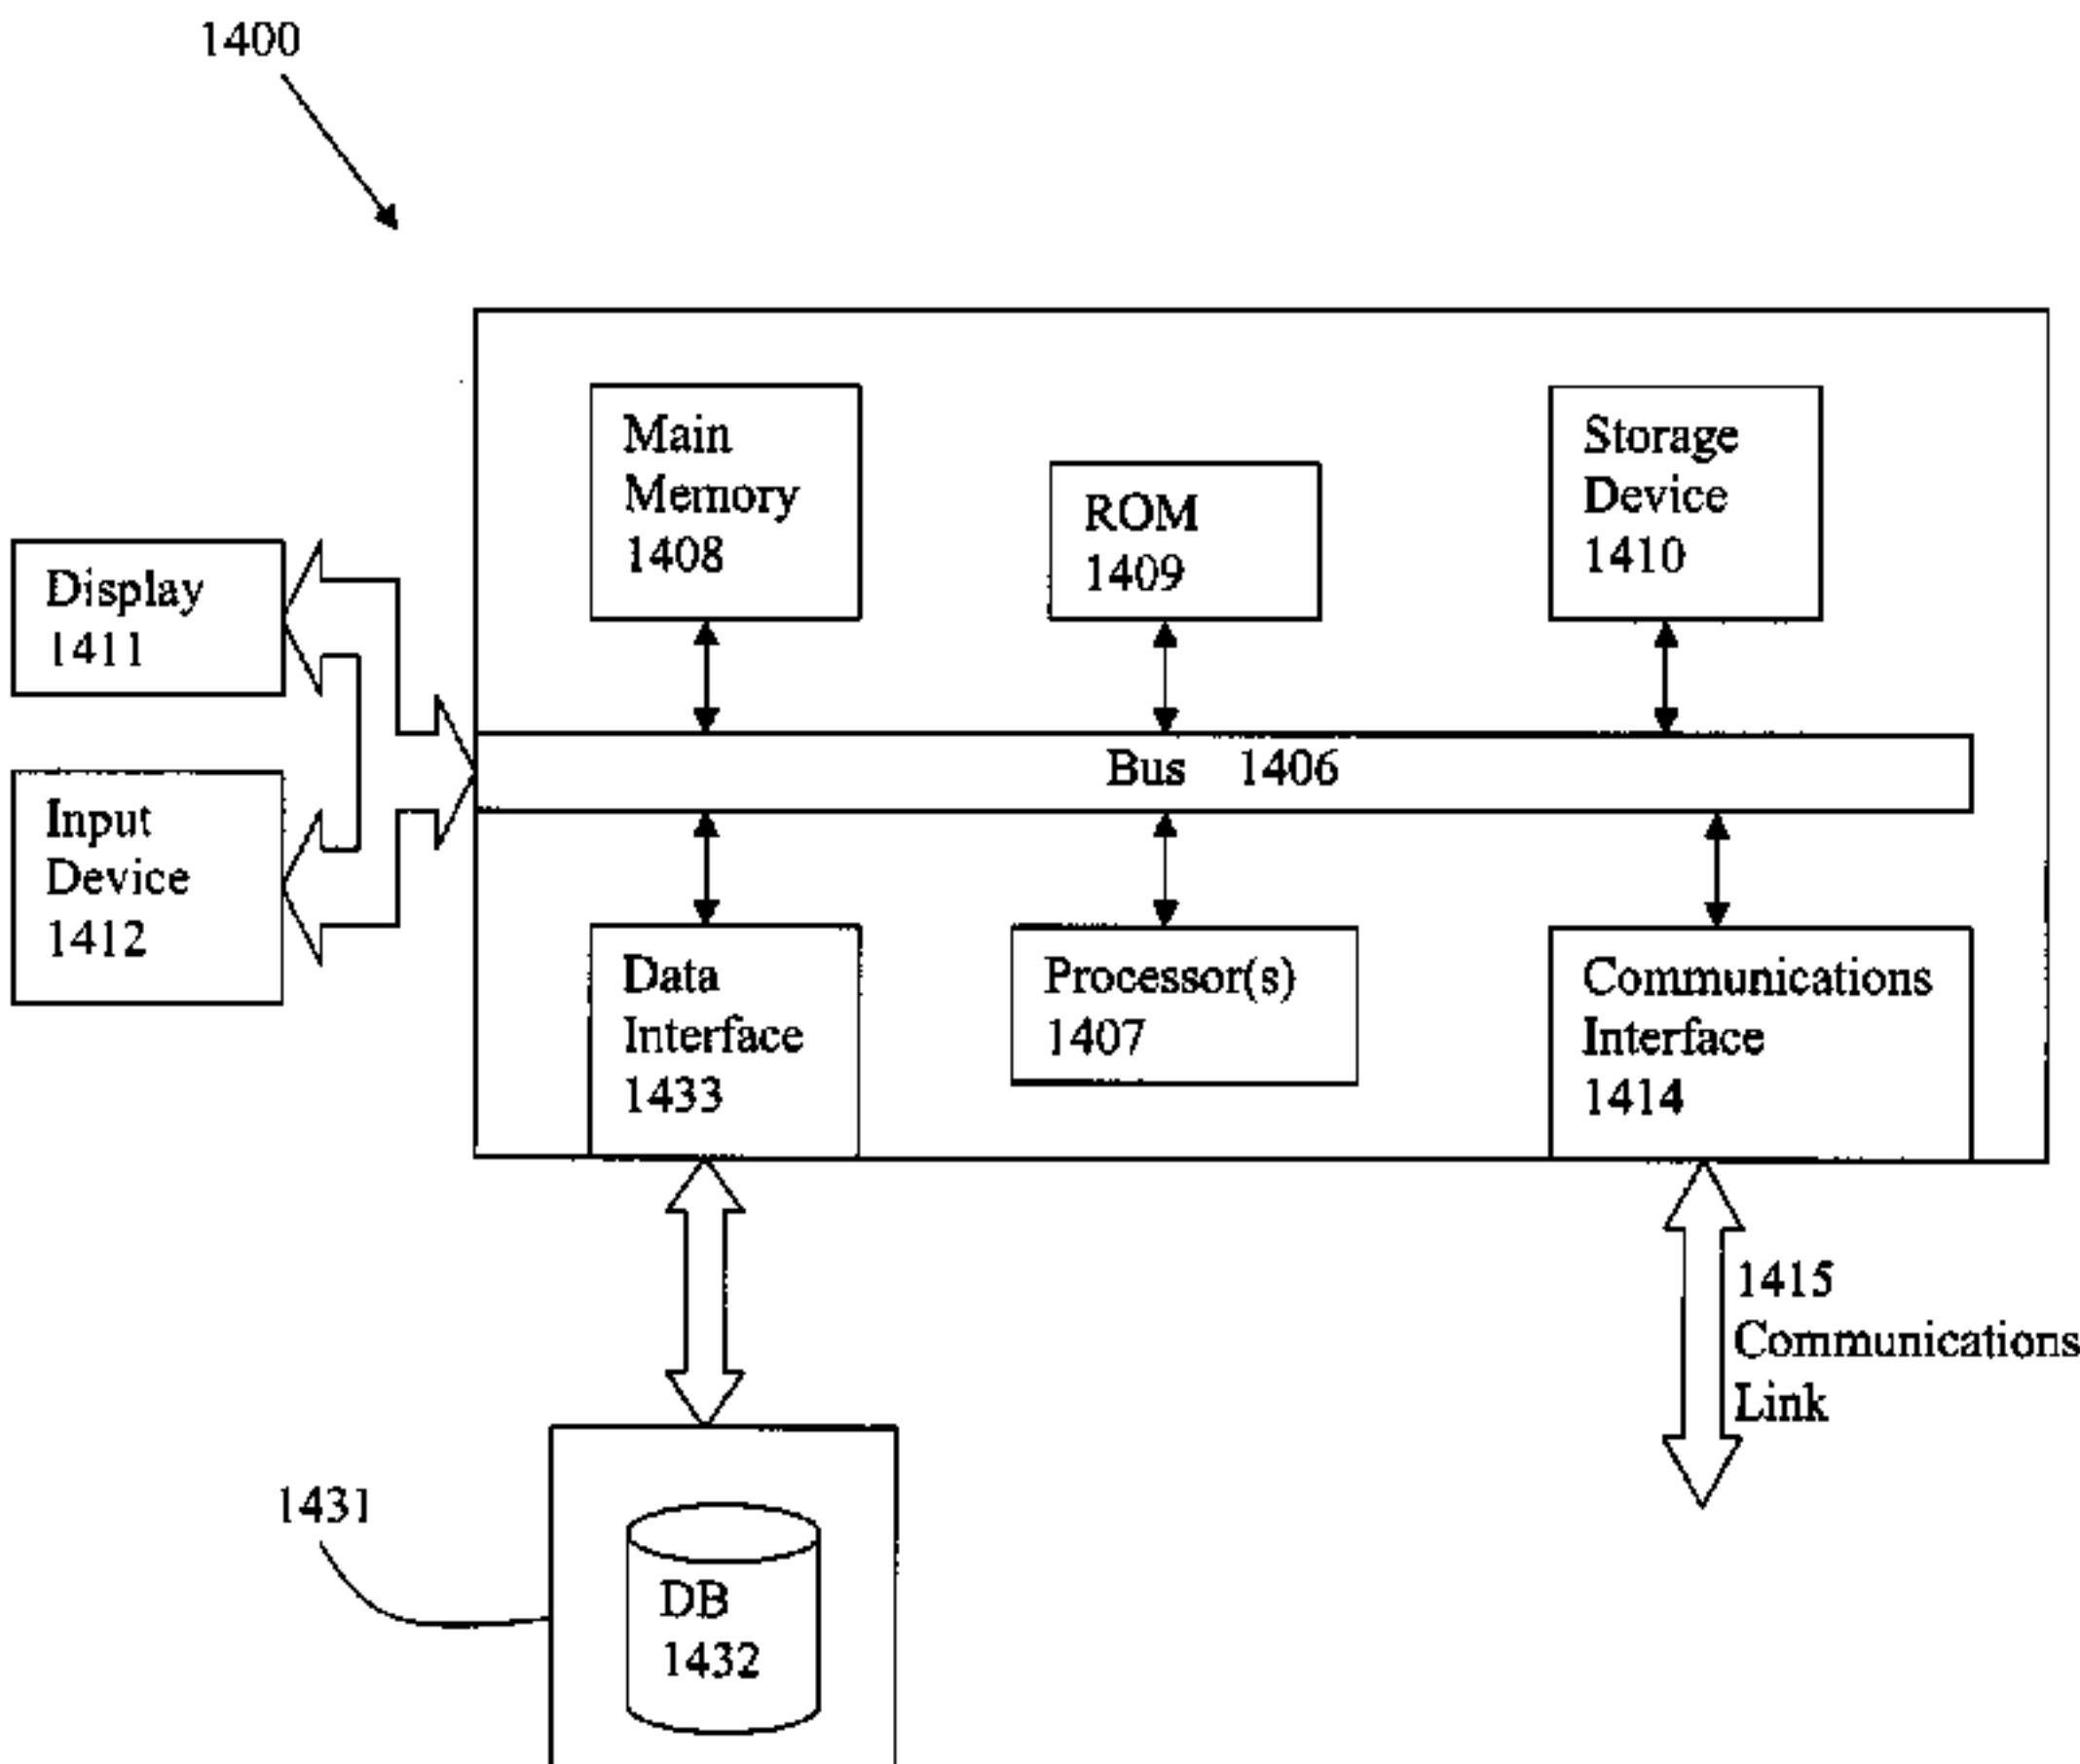 1400
Main
Memory
1408
ROM
1409
Storage
Device
1410
Display
1411
Bus 1406
Input
Device
1412
Data
Interface
1433
Processor(s)
1407
Communications
Interface
1414
1415
Communications
Link
1431
DB
1432